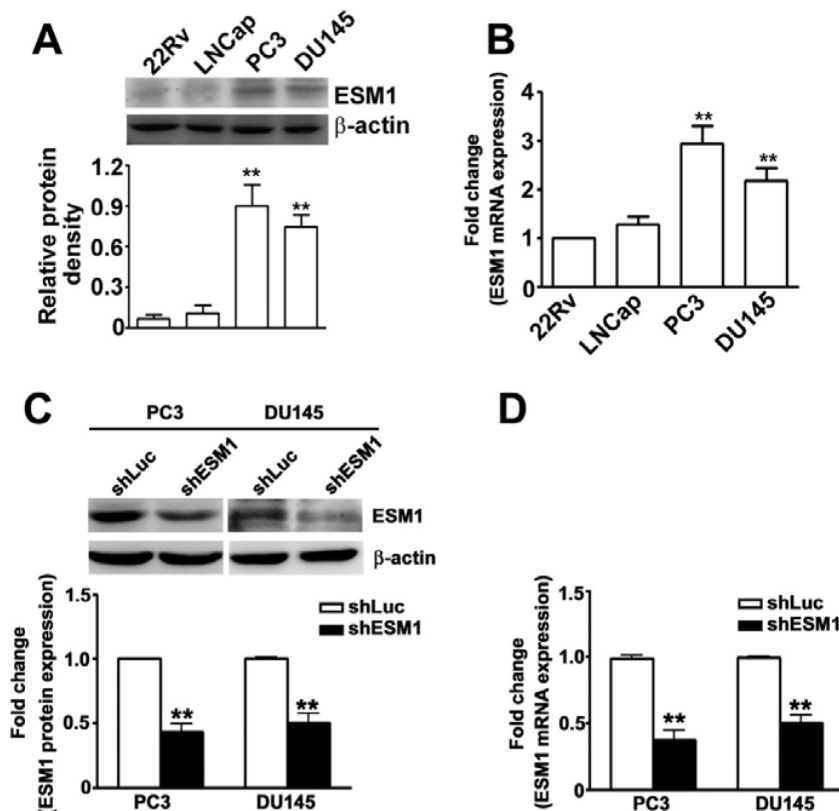 A
22Rv
LNCap
PC3
DU145
ESM1
β-actin
Relative protein
density
1.2
0.9
0.6
0.3
0
**
**
B
Fold change
(ESM1 mRNA expression)
4
3
2
1
0
**
**
22Rv
LNCap
PC3
DU145
C
PC3
DU145
shLuc
shESM1
shLuc
shESM1
ESM1
β-actin
Fold change
(ESM1 protein expression)
1.5
1.0
0.5
0
shLuc
shESM1
**
**
PC3
DU145
D
Fold change
(ESM1 mRNA expression)
1.5
1.0
0.5
0
shLuc
shESM1
**
**
PC3
DU145